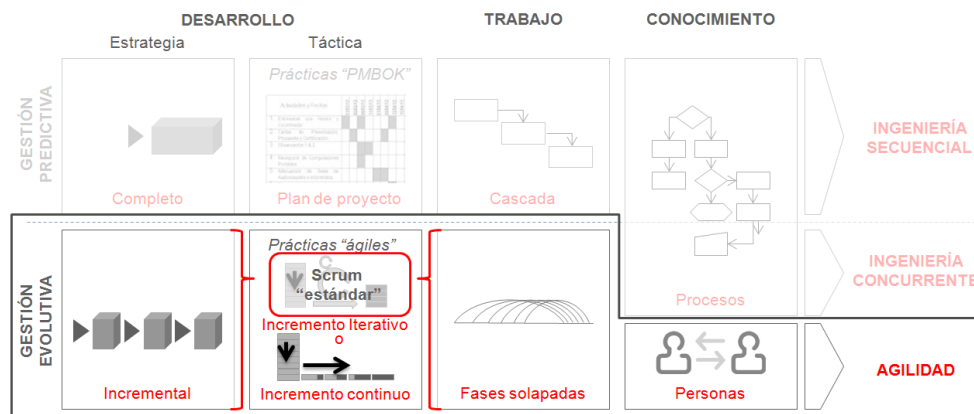 DESARROLLO
TRABAJO
CONOCIMIENTO
Estrategia
Táctica
GESTIÓN
PREDICTIVA
Prácticas “PMBOK”
Completo
Plan de proyecto
Cascada
INGENIERÍA
SECUENCIAL
GESTIÓN
EVOLUTIVA
Prácticas “ágiles”
Scrum
“estándar”
Incremento Iterativo
o
Incremento continuo
Incremental
Fases solapadas
Procesos
INGENIERÍA
CONCURRENTE
Personas
AGILIDAD